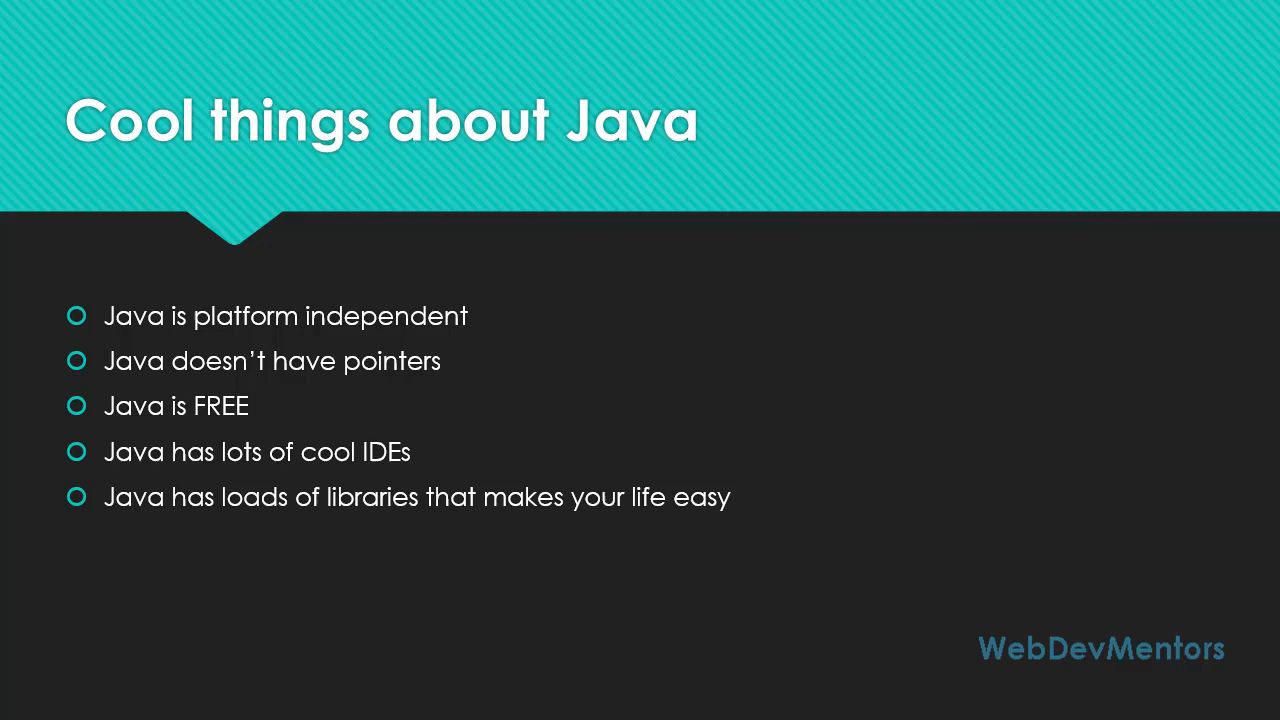 Cool things about Java
Java is platform independent
Java doesn’t have pointers
Java is FREE
Java has lots of cool IDEs
Java has loads of libraries that makes your life easy
WebDevMentors